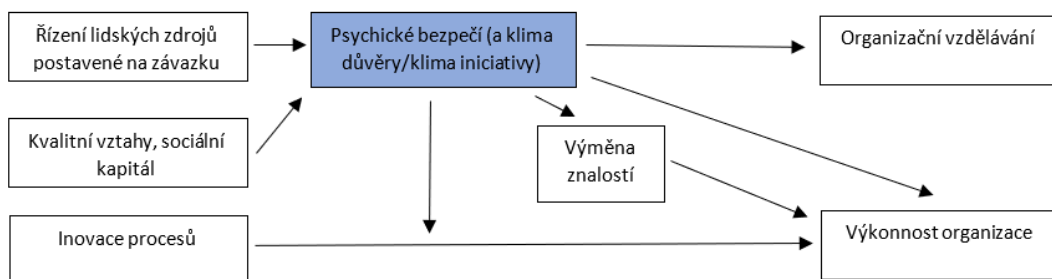 Řízení lidských zdrojů
postavené na závazku
Psychické bezpečí (a klima
důvěry/klima iniciativy)
Organizační vzdělávání
Kvalitní vztahy, sociální
kapitál
Výměna
znalostí
Inovace procesů
Výkonnost organizace